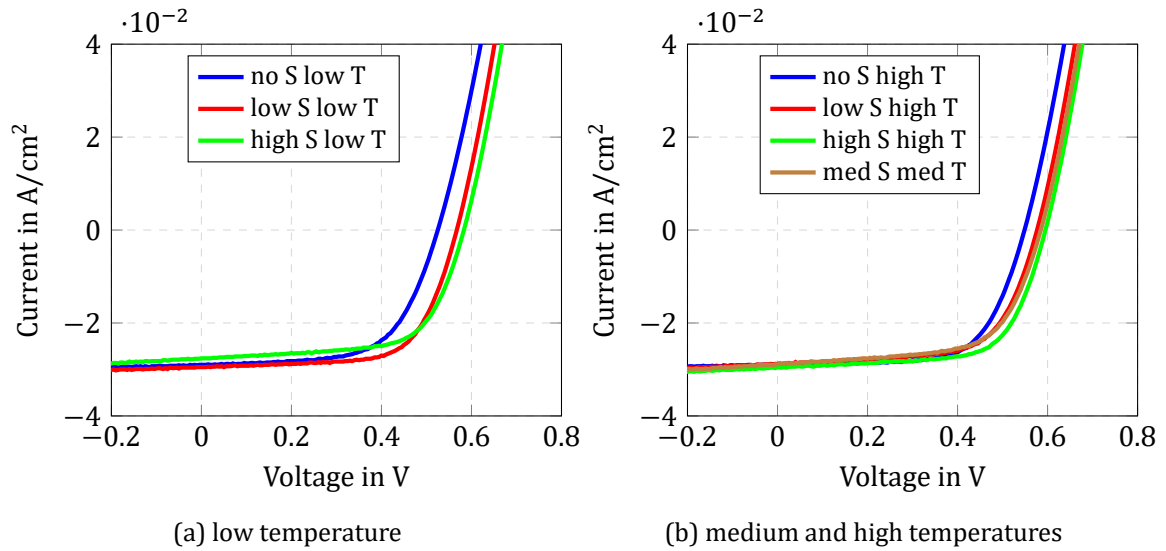 ·10⁻²
4
2
0
−2
−4
−0.2 0 0.2 0.4 0.6 0.8
Current in A/cm²
Voltage in V
no S low T
low S low T
high S low T
(a) low temperature
·10⁻²
4
2
0
−2
−4
−0.2 0 0.2 0.4 0.6 0.8
Current in A/cm²
Voltage in V
no S high T
low S high T
high S high T
med S med T
(b) medium and high temperatures